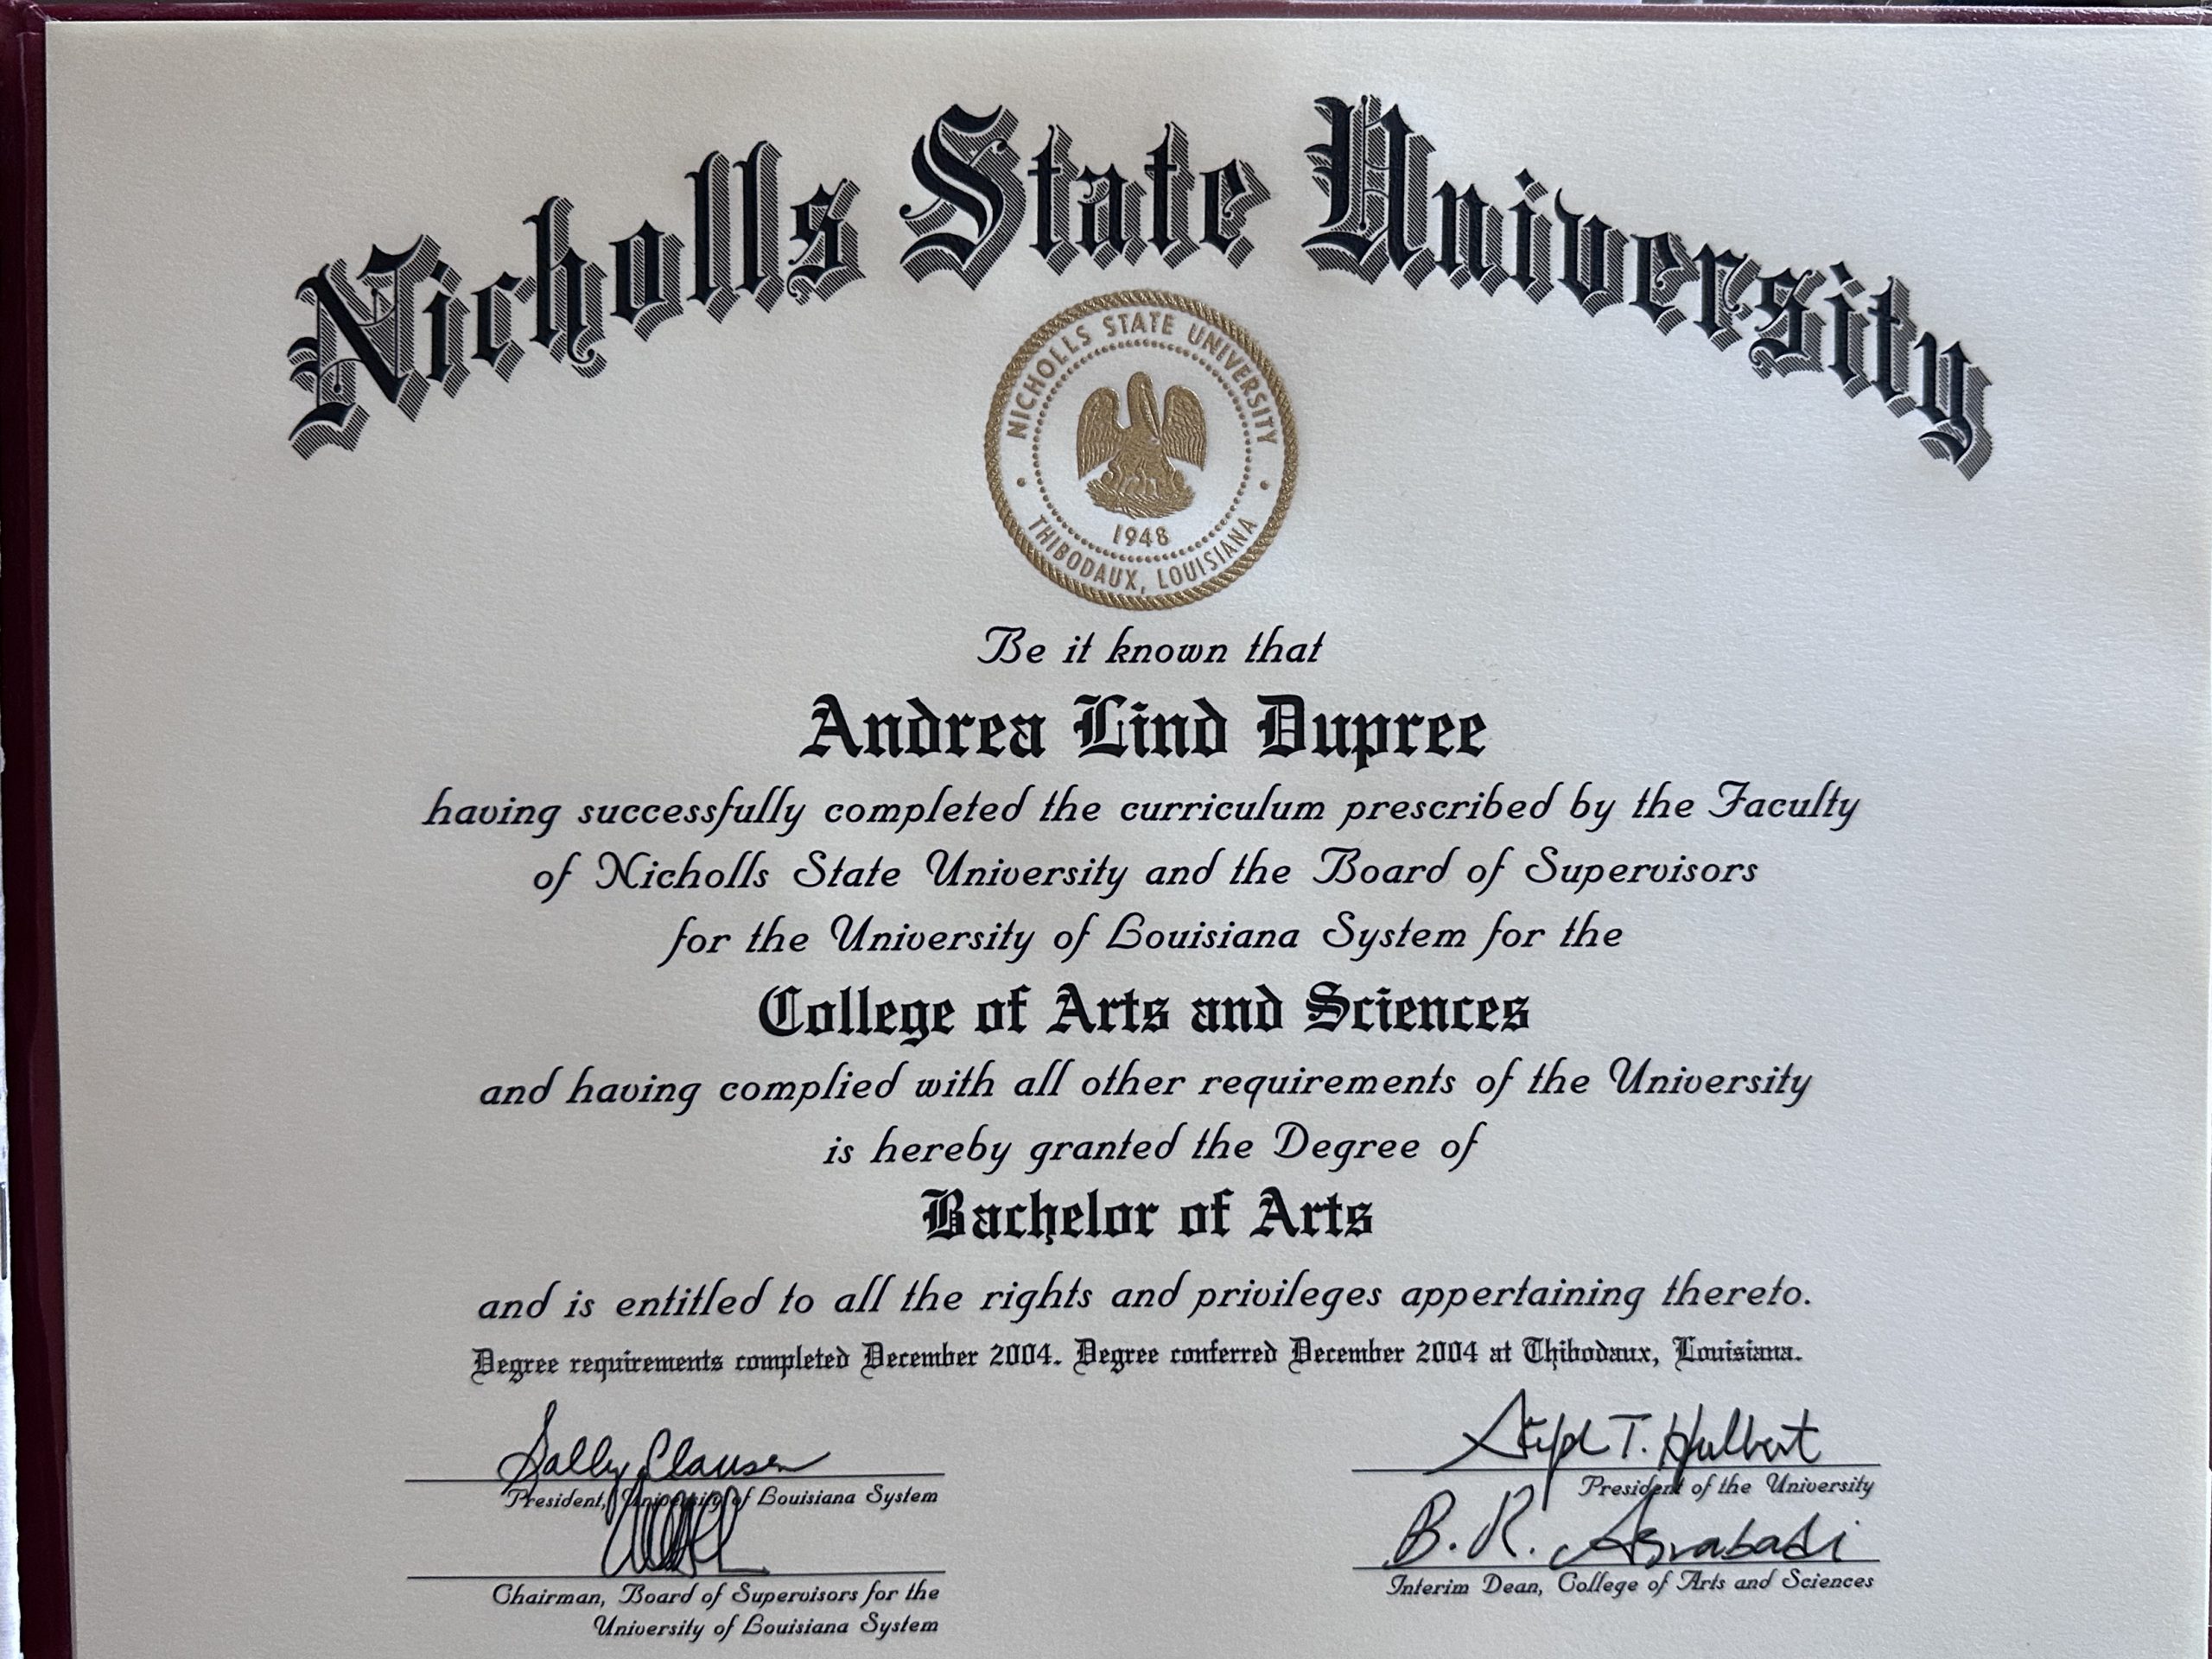 Nicholls State University
NICHOLLS STATE UNIVERSITY
1948
THIBODAUX, LOUISIANA
Be it known that
Andrea Lind Dupree
having successfully completed the curriculum prescribed by the Faculty
of Nicholls State University and the Board of Supervisors
for the University of Louisiana System for the
College of Arts and Sciences
and having complied with all other requirements of the University
is hereby granted the Degree of
Bachelor of Arts
and is entitled to all the rights and privileges appertaining thereto.
Degree requirements completed December 2004. Degree conferred December 2004 at Thibodaux, Louisiana.
Sally Clausen
President, University of Louisiana System
Chairman, Board of Supervisors for the
University of Louisiana System
T. Hulbert
President of the University
B. R. Asrabadi
Interim Dean, College of Arts and Sciences